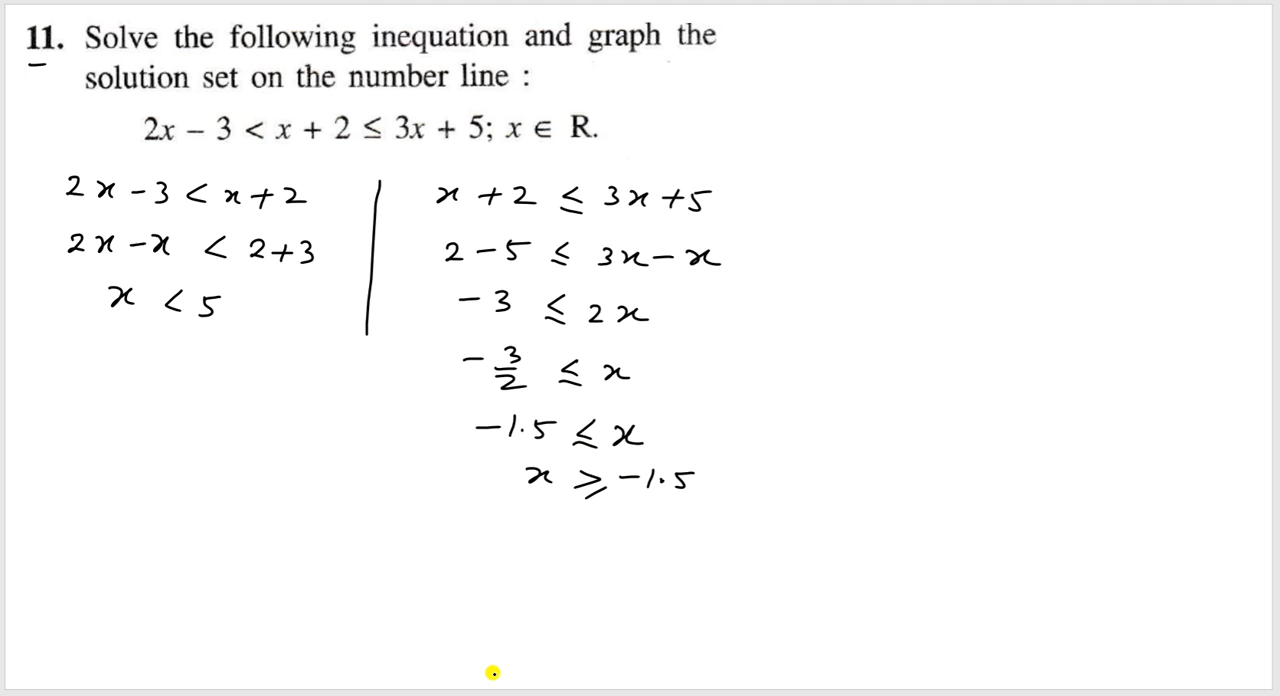 11. Solve the following inequation and graph the
solution set on the number line :
2x – 3 < x + 2 ≤ 3x + 5; x ∈ R.
2x - 3 < x + 2
2x - x < 2+3
x < 5
x + 2 ≤ 3x + 5
2 - 5 ≤ 3x - x
- 3 ≤ 2x
- 3/2 ≤ x
-1.5 ≤ x
x ≥ -1.5